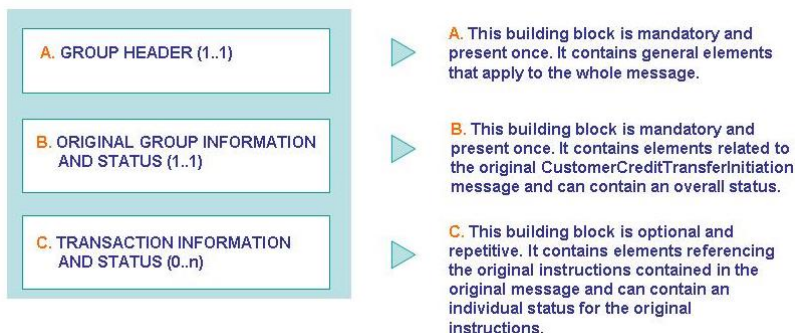 A. GROUP HEADER (1..1)
A. This building block is mandatory and
present once. It contains general elements
that apply to the whole message.
B. ORIGINAL GROUP INFORMATION
AND STATUS (1..1)
B. This building block is mandatory and
present once. It contains elements related to
the original CustomerCreditTransferInitiation
message and can contain an overall status.
C. TRANSACTION INFORMATION
AND STATUS (0..n)
C. This building block is optional and
repetitive. It contains elements referencing
the original instructions contained in the
original message and can contain an
individual status for the original
instructions.